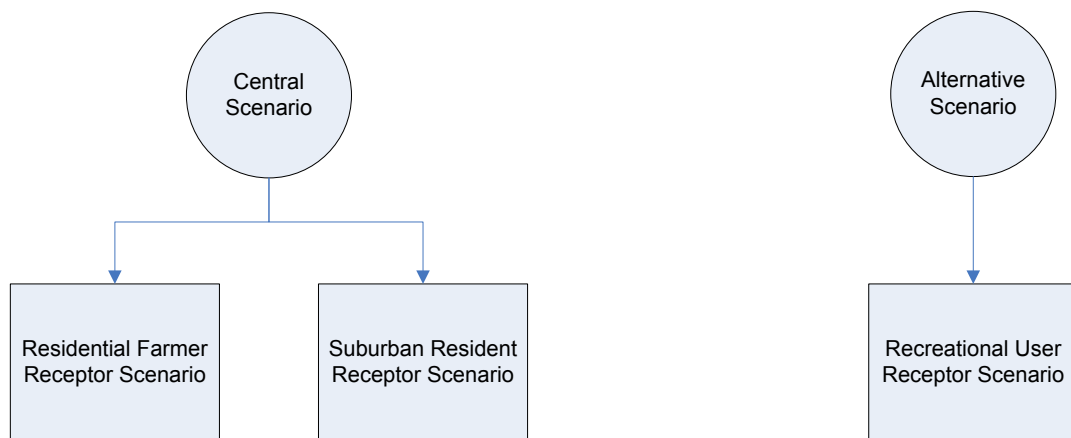 Central
Scenario
Alternative
Scenario
Residential Farmer
Receptor Scenario
Suburban Resident
Receptor Scenario
Recreational User
Receptor Scenario